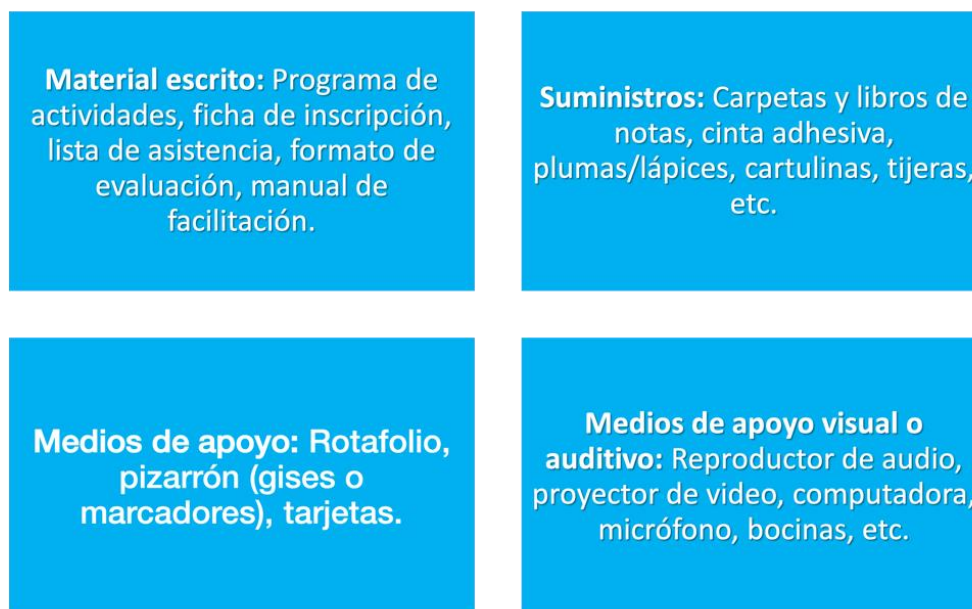 Material escrito: Programa de
actividades, ficha de inscripción,
lista de asistencia, formato de
evaluación, manual de
facilitación.
Suministros: Carpetas y libros de
notas, cinta adhesiva,
plumas/lápices, cartulinas, tijeras,
etc.
Medios de apoyo: Rotafolio,
pizarrón (gises o
marcadores), tarjetas.
Medios de apoyo visual o
auditivo: Reproductor de audio,
proyector de video, computadora,
micrófono, bocinas, etc.